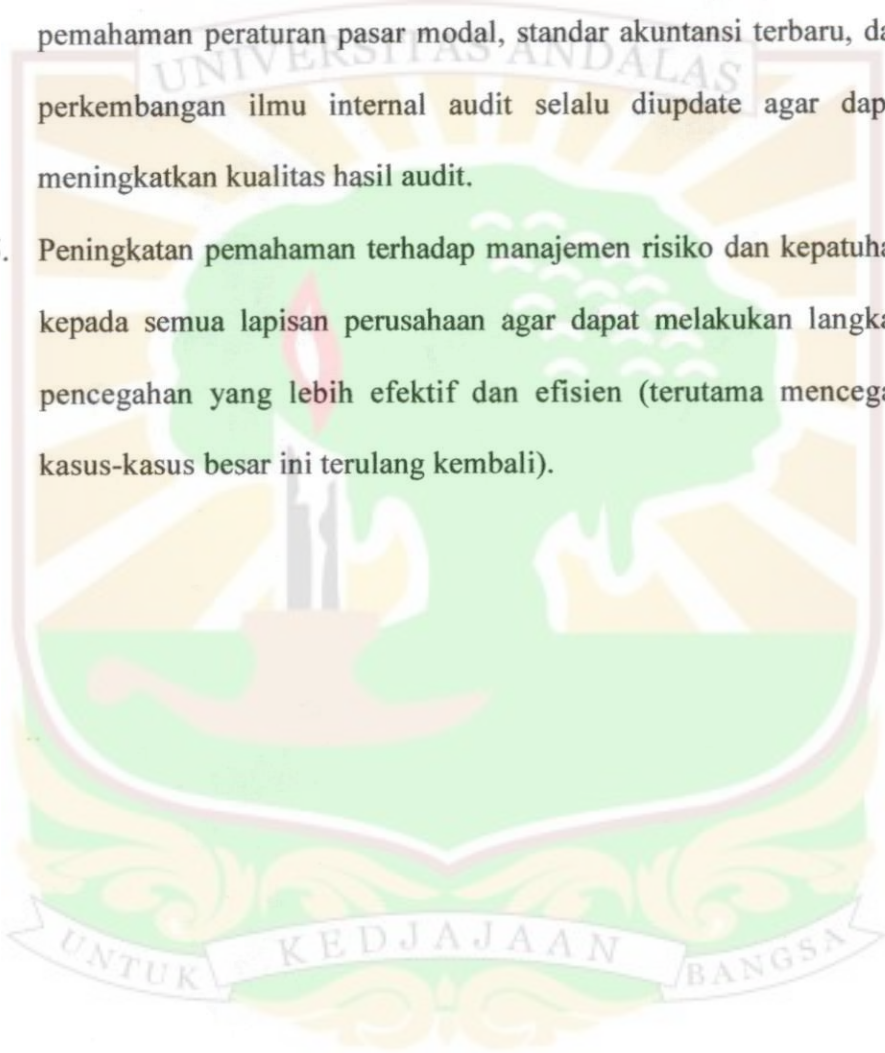 pemahaman peraturan pasar modal, standar akuntansi terbaru, da
UNIVERSITAS ANDALAS
perkembangan ilmu internal audit selalu diupdate agar dap
meningkatkan kualitas hasil audit.
Peningkatan pemahaman terhadap manajemen risiko dan kepatuha
kepada semua lapisan perusahaan agar dapat melakukan langka
pencegahan yang lebih efektif dan efisien (terutama mencega
kasus-kasus besar ini terulang kembali).
UNTUK KEDJAJAAN BANGSA